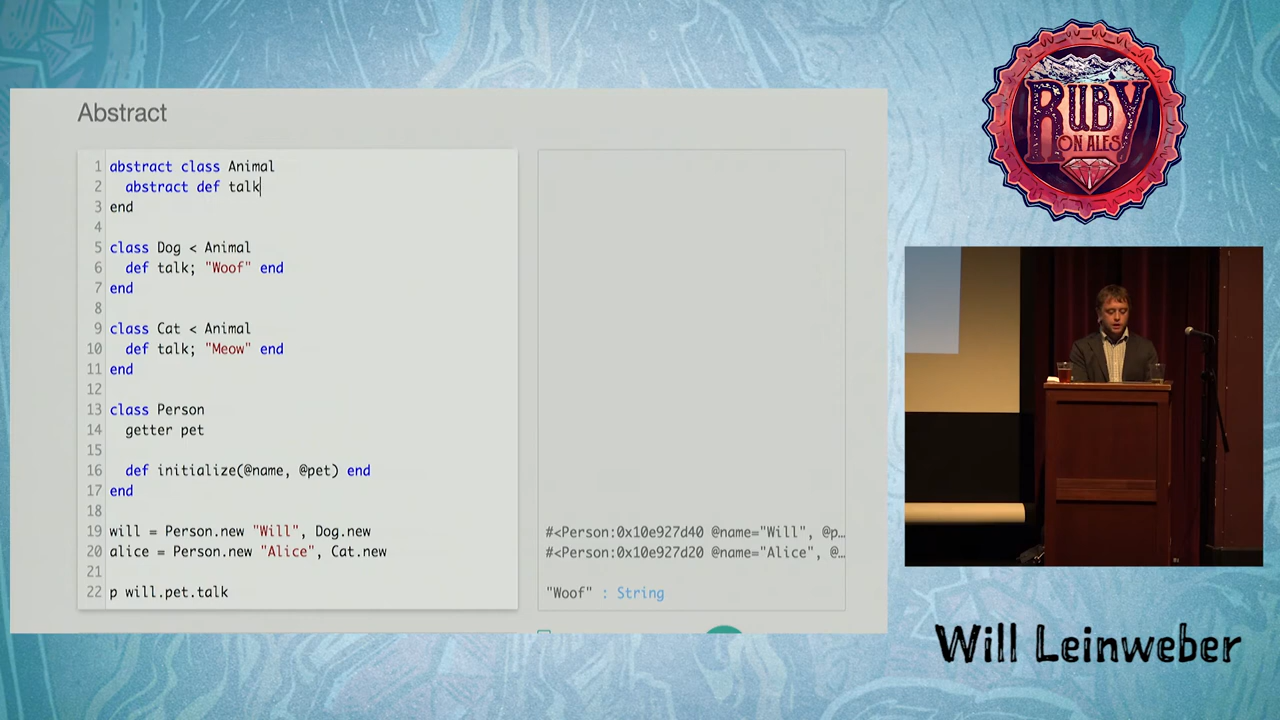 Abstract
1 abstract class Animal
2 abstract def talk
3 end
4
5 class Dog < Animal
6 def talk; "Woof" end
7 end
8
9 class Cat < Animal
10 def talk; "Meow" end
11 end
12
13 class Person
14 getter pet
15
16 def initialize(@name, @pet) end
17 end
18
19 will = Person.new "Will", Dog.new
20 alice = Person.new "Alice", Cat.new
21
22 p will.pet.talk
#<Person:0x10e927d40 @name="Will", @p…
#<Person:0x10e927d20 @name="Alice", @…
"Woof" : String
RUBY
ON ALES
Will Leinweber